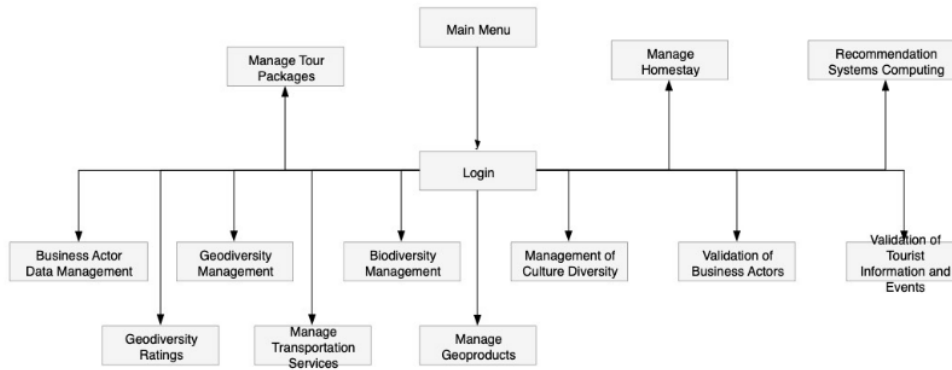 Main Menu
Manage Tour
Packages
Manage
Homestay
Recommendation
Systems Computing
Login
Business Actor
Data Management
Geodiversity
Management
Biodiversity
Management
Management of
Culture Diversity
Validation of
Business Actors
Validation of
Tourist
Information and
Events
Geodiversity
Ratings
Manage
Transportation
Services
Manage
Geoproducts